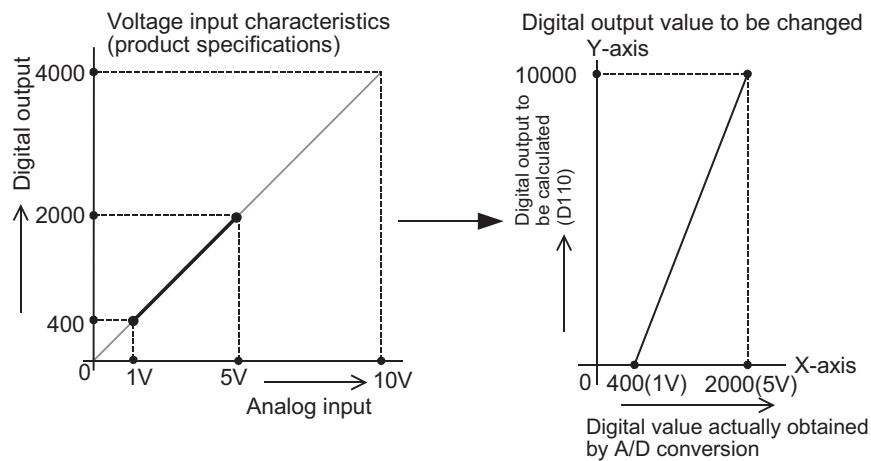 Voltage input characteristics
(product specifications)
Digital output
4000
2000
400
0
1V
5V
10V
Analog input
Digital output value to be changed
Y-axis
10000
Digital output to
be calculated
(D110)
0
400(1V)
2000(5V)
X-axis
Digital value actually obtained
by A/D conversion